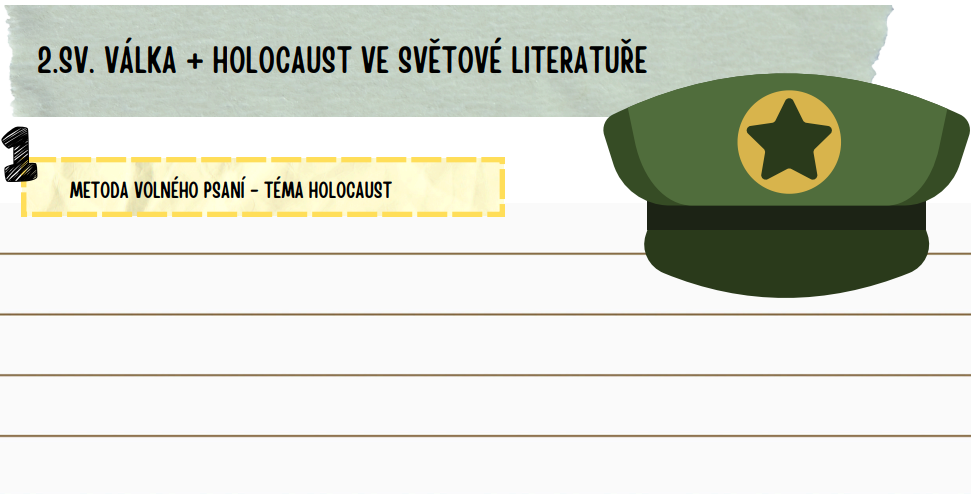 2.SV. VÁLKA + HOLOCAUST VE SVĚTOVÉ LITERATUŘE
1
METODA VOLNÉHO PSANÍ - TÉMA HOLOCAUST